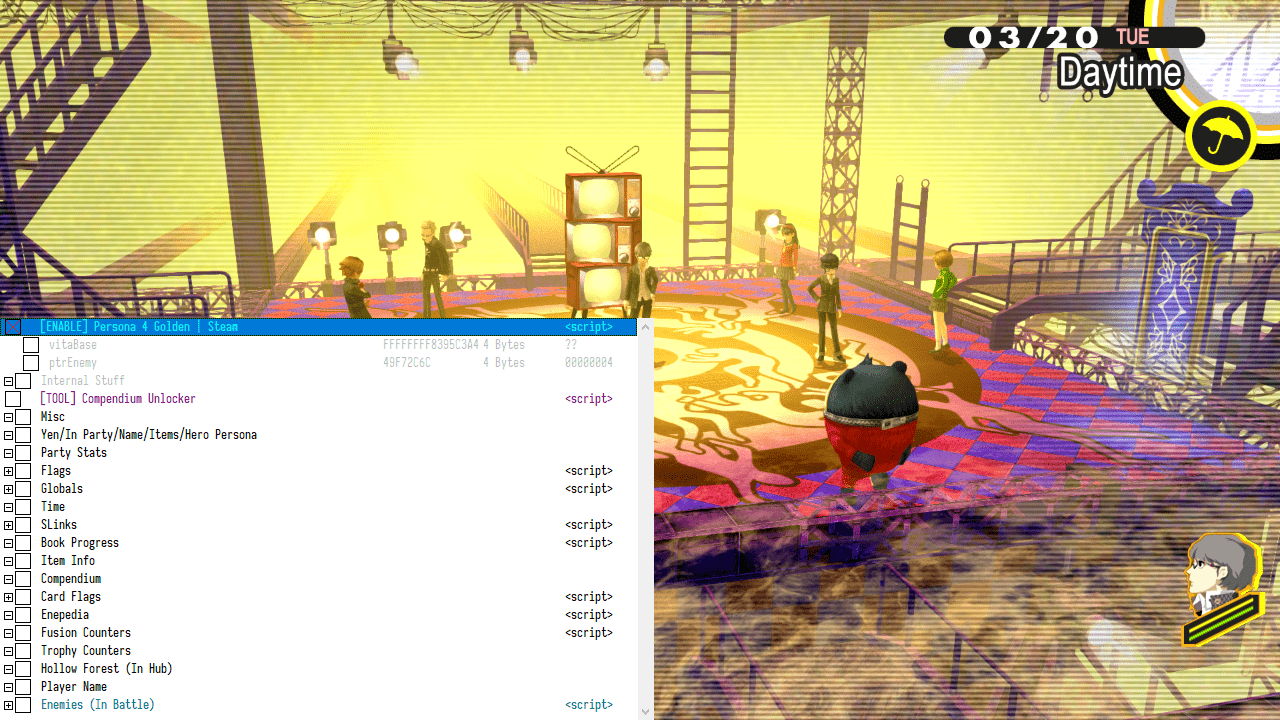 03/20 TUE
Daytime
[ENABLE] Persona 4 Golden | Steam <script>
vitaBase 4 Bytes ??
ptrEnemy 49F72C6C 4 Bytes 00000004
Internal Stuff
[TOOL] Compendium Unlocker <script>
Misc
Yen/In Party/Name/Items/Hero Persona
Party Stats
Flags <script>
Globals <script>
Time
SLinks <script>
Book Progress <script>
Item Info
Compendium
Card Flags <script>
Enepedia <script>
Fusion Counters <script>
Trophy Counters
Hollow Forest (In Hub)
Player Name
Enemies (In Battle) <script>